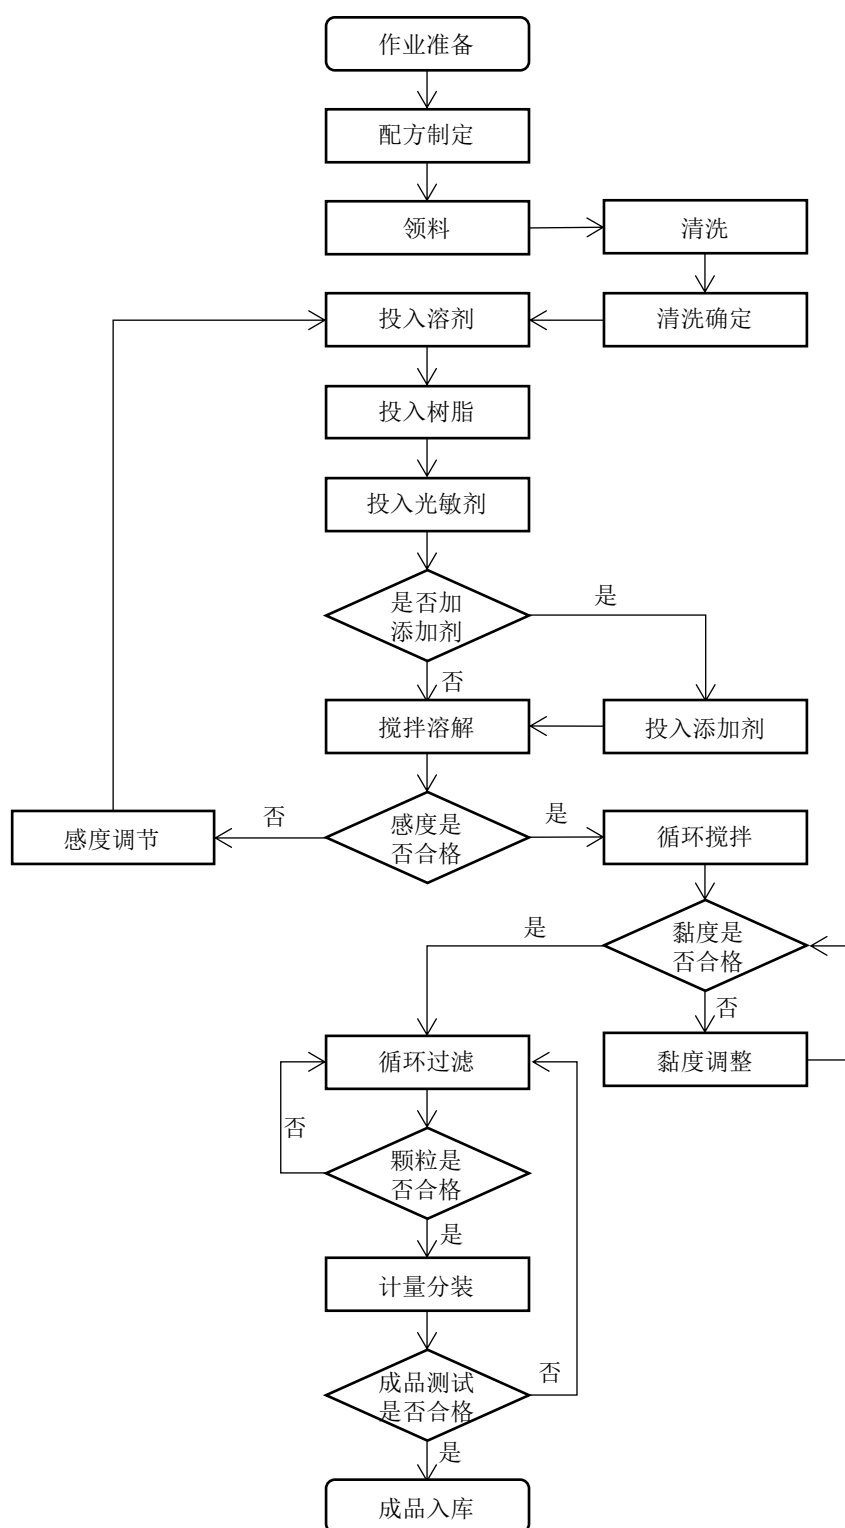 作业准备
配方制定
领料
清洗
投入溶剂
清洗确定
投入树脂
投入光敏剂
是否加
添加剂
是
否
搅拌溶解
投入添加剂
感度调节
否
感度是
否合格
是
循环搅拌
是
黏度是
否合格
否
循环过滤
黏度调整
否
颗粒是
否合格
是
计量分装
成品测试
是否合格
否
是
成品入库